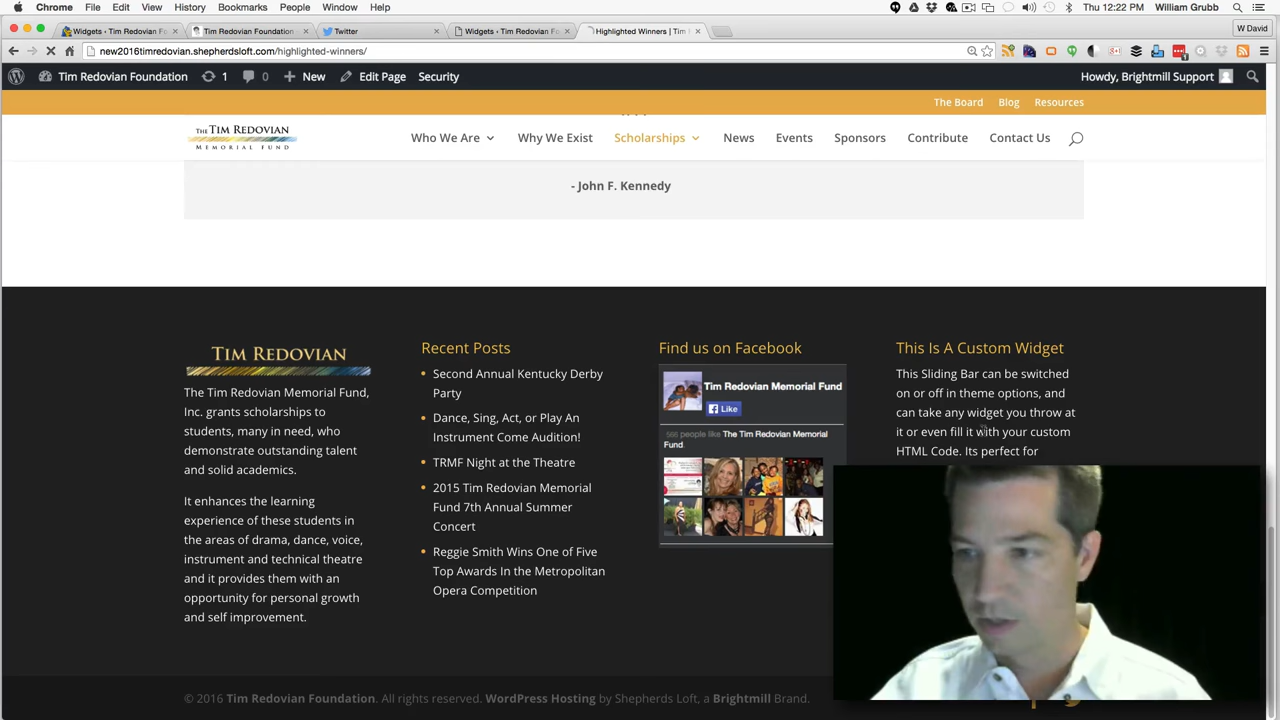 Chrome File Edit View History Bookmarks People Window Help Thu 12:22 PM William Grubb
Widgets ‹ Tim Redovian Fou
Tim Redovian Foundation
Twitter
Widgets ‹ Tim Redovian F
Highlighted Winners | Tim
W David
new2016timredovian.shepherdsloft.com/highlighted-winners/
Tim Redovian Foundation 1 0 New Edit Page Security Howdy, Brightmill Support
The Board Blog Resources
THE TIM REDOVIAN
MEMORIAL FUND
Who We Are Why We Exist Scholarships News Events Sponsors Contribute Contact Us
- John F. Kennedy
TIM REDOVIAN
The Tim Redovian Memorial Fund,
Inc. grants scholarships to
students, many in need, who
demonstrate outstanding talent
and solid academics.
It enhances the learning
experience of these students in
the areas of drama, dance, voice,
instrument and technical theatre
and it provides them with an
opportunity for personal growth
and self improvement.
Recent Posts
Second Annual Kentucky Derby
Party
Dance, Sing, Act, or Play An
Instrument Come Audition!
TRMF Night at the Theatre
2015 Tim Redovian Memorial
Fund 7th Annual Summer
Concert
Reggie Smith Wins One of Five
Top Awards In the Metropolitan
Opera Competition
Find us on Facebook
Tim Redovian Memorial Fund
Like
people like The Tim Redovian Memorial
Fund
This Is A Custom Widget
This Sliding Bar can be switched
on or off in theme options, and
can take any widget you throw at
it or even fill it with your custom
HTML Code. Its perfect for
© 2016 Tim Redovian Foundation. All rights reserved. WordPress Hosting by Shepherds Loft, a Brightmill Brand.